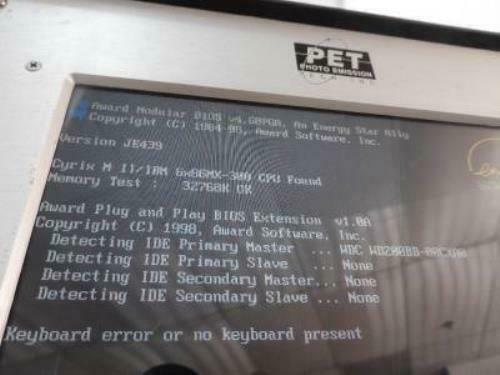 PET
PHOTO EMISSION
Award Modular BIOS v4.60PGA, An Energy Star Ally
Copyright (C) 1984-98, Award Software, Inc.
Version JE439
Cyrix M II/IBM 6x86MX-300 CPU Found
Memory Test : 32768K OK
Award Plug and Play BIOS Extension v1.0A
Copyright (C) 1998, Award Software, Inc.
Detecting IDE Primary Master ... WDC
Detecting IDE Primary Slave ... None
Detecting IDE Secondary Master... None
Detecting IDE Secondary Slave ... None
Keyboard error or no keyboard present